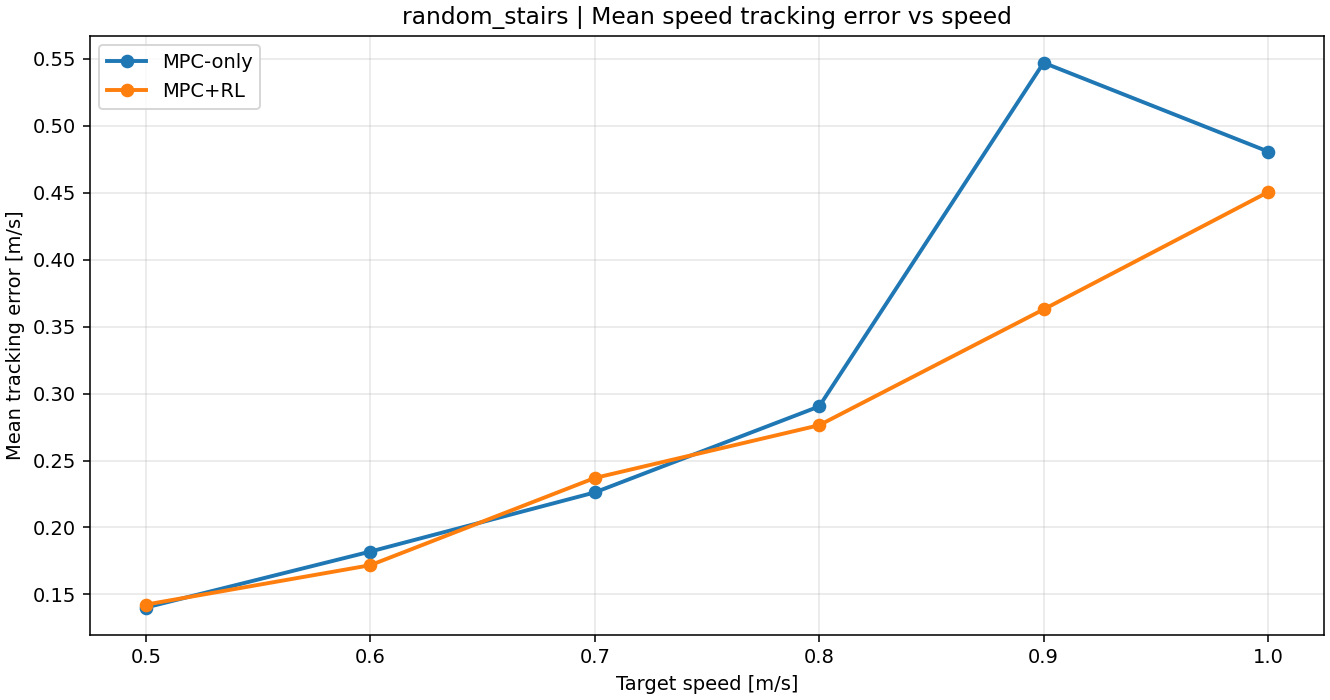 random_stairs | Mean speed tracking error vs speed
MPC-only
MPC+RL
Mean tracking error [m/s]
0.55
0.50
0.45
0.40
0.35
0.30
0.25
0.20
0.15
0.5 0.6 0.7 0.8 0.9 1.0
Target speed [m/s]